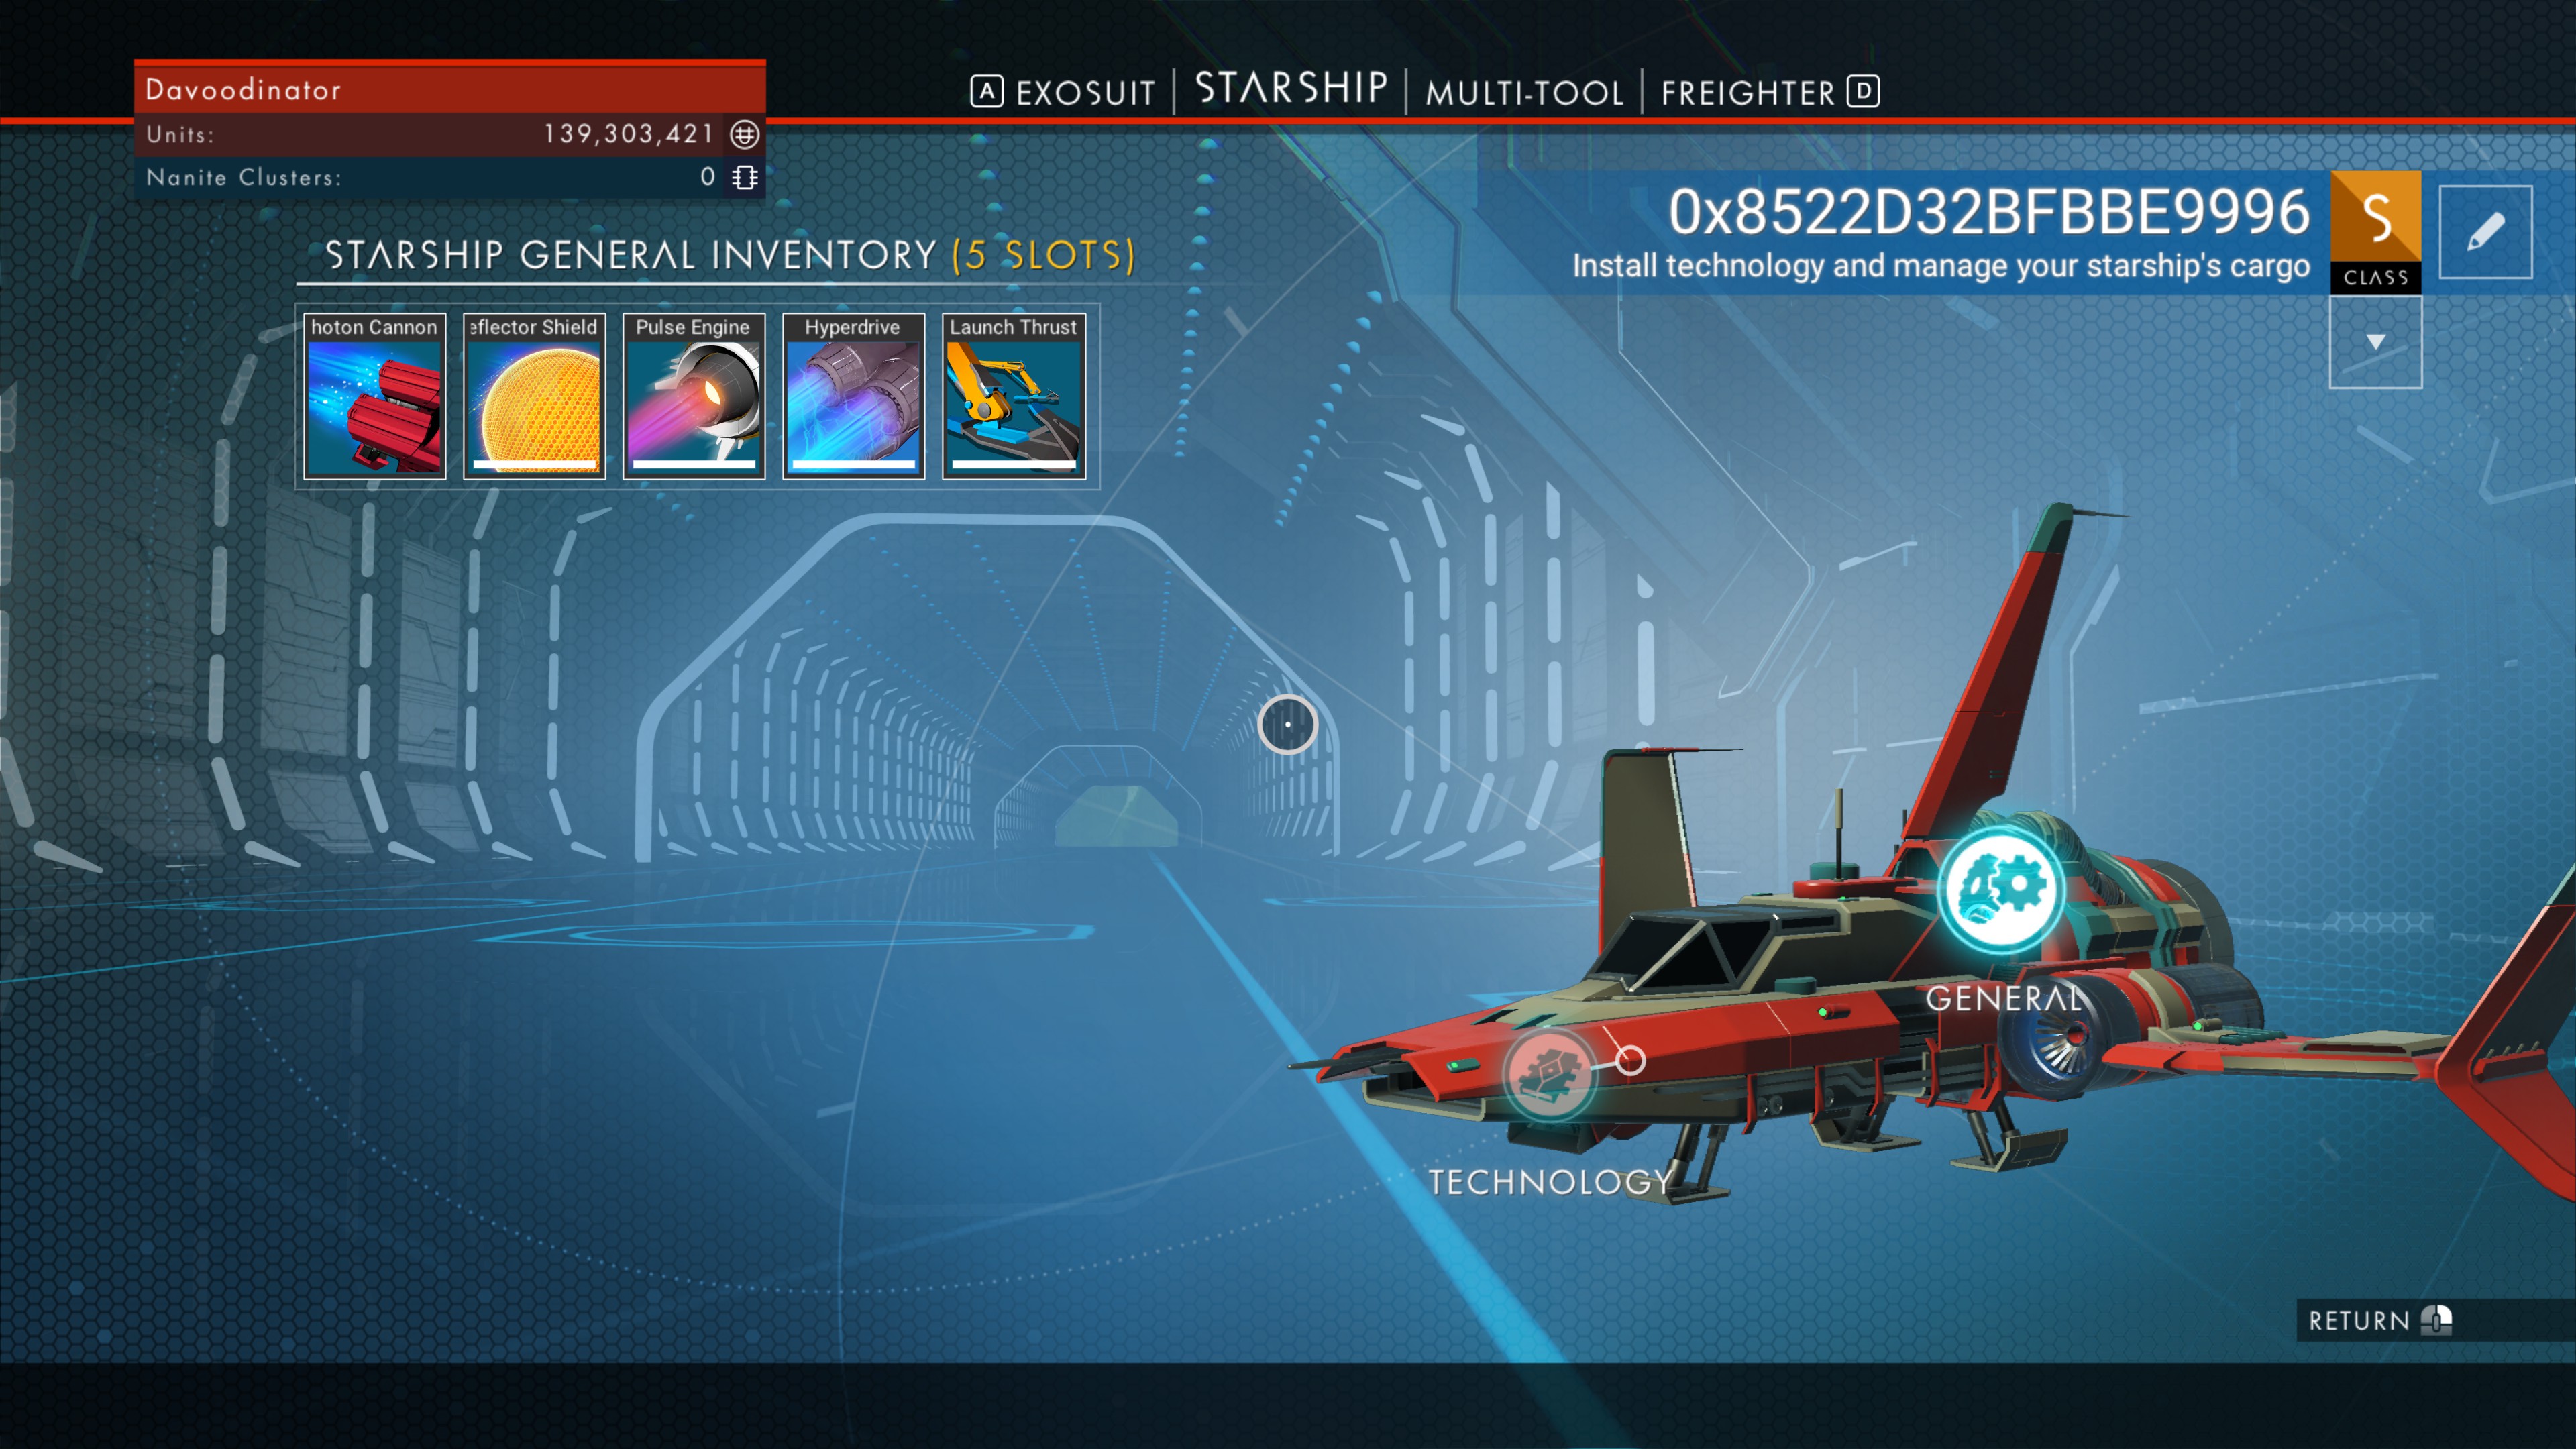 Davoodinator
Units: 139,303,421
Nanite Clusters: 0
A EXOSUIT STARSHIP MULTI-TOOL FREIGHTER D
0x8522D32BFBBE9996
Install technology and manage your starship's cargo
S
CLASS
STARSHIP GENERAL INVENTORY (5 SLOTS)
hoton Cannon
eflector Shield
Pulse Engine
Hyperdrive
Launch Thrust
GENERAL
TECHNOLOGY
RETURN